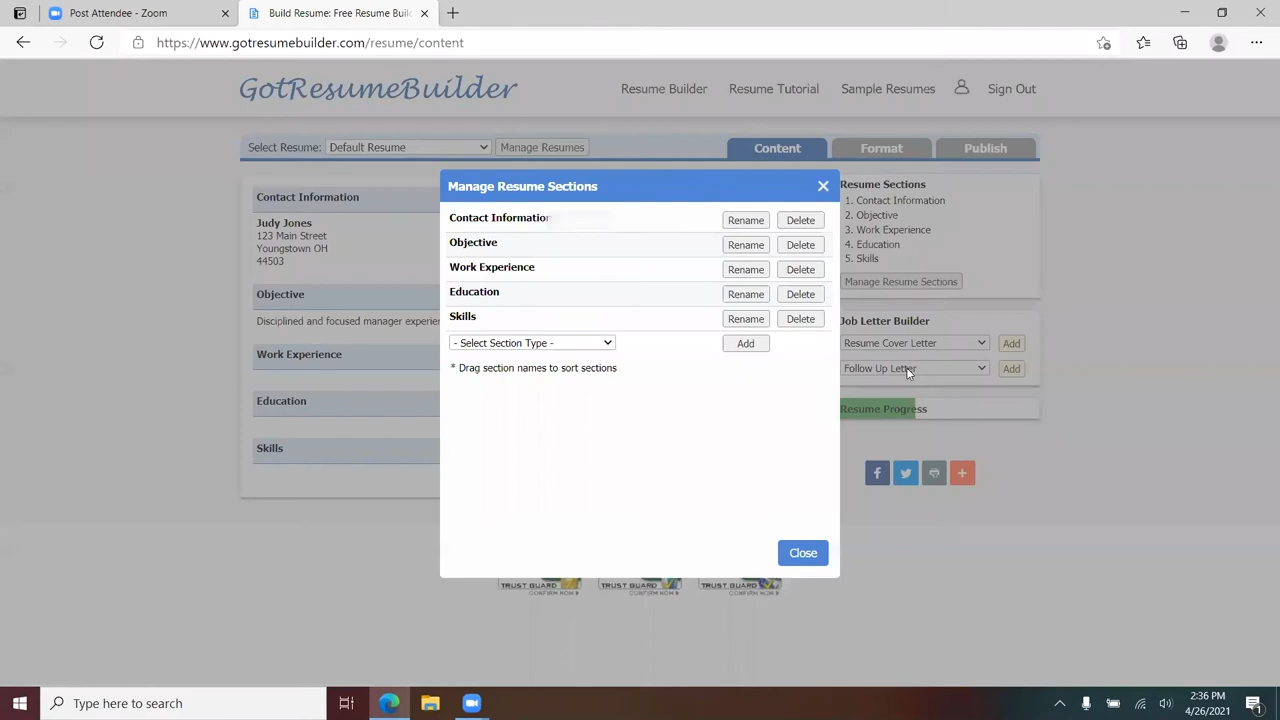 Post Attendee - Zoom
Build Resume: Free Resume Buil
https://www.gotresumebuilder.com/resume/content
GotResumeBuilder
Resume Builder
Resume Tutorial
Sample Resumes
Sign Out
Select Resume:
Default Resume
Manage Resumes
Content
Format
Publish
Contact Information
Judy Jones
123 Main Street
Youngstown OH
44503
Objective
Disciplined and focused manager experien
Work Experience
Education
Skills
Manage Resume Sections
Contact Information
Rename
Delete
Objective
Rename
Delete
Work Experience
Rename
Delete
Education
Rename
Delete
Skills
Rename
Delete
- Select Section Type -
Add
* Drag section names to sort sections
Close
Resume Sections
1. Contact Information
2. Objective
3. Work Experience
4. Education
5. Skills
Manage Resume Sections
Job Letter Builder
Resume Cover Letter
Add
Follow Up Letter
Add
Resume Progress
TRUST GUARD
CONFIRM NOW
TRUST GUARD
CONFIRM NOW
TRUST GUARD
CONFIRM NOW
Type here to search
2:36 PM
4/26/2021